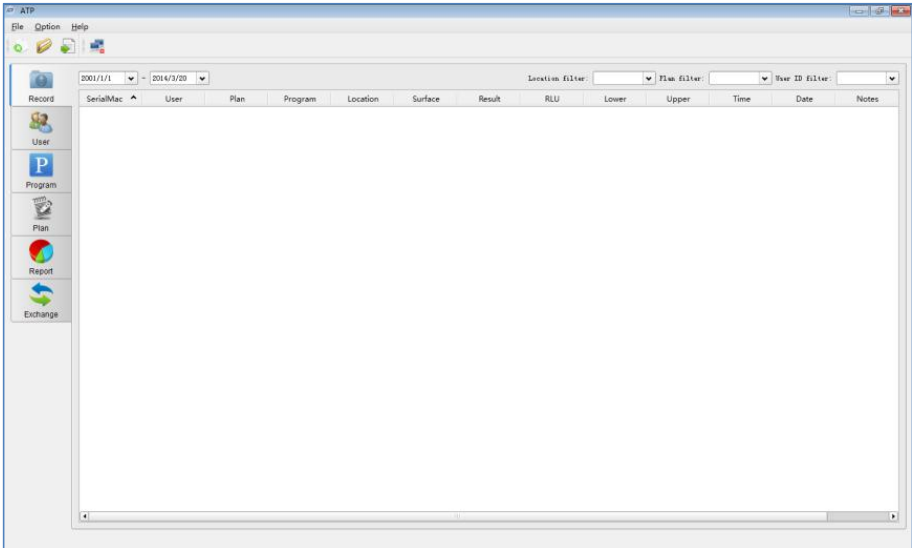 ATP
File Option Help
2001/1/1 - 2014/3/20 Location filter: Plan filter: User ID filter:
Record
SerialMac User Plan Program Location Surface Result RLU Lower Upper Time Date Notes
User
P
Program
Plan
Report
Exchange